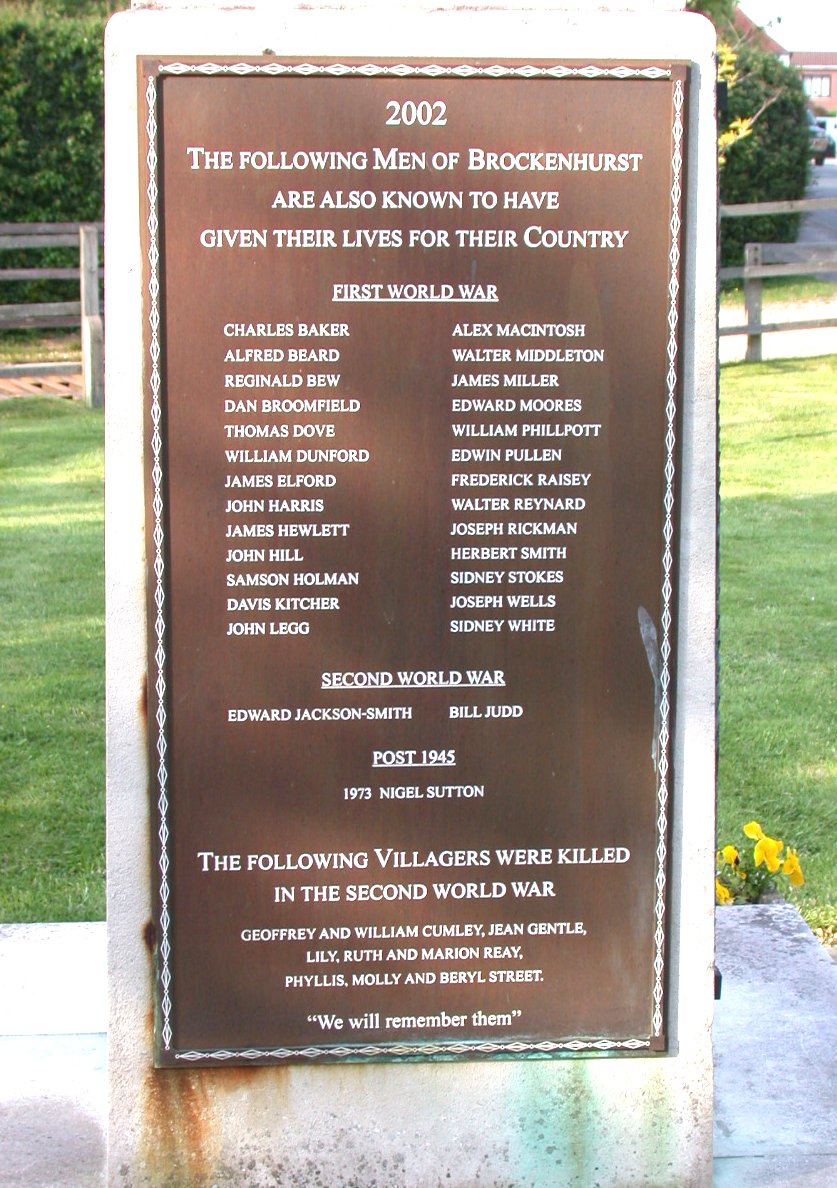 2002
THE FOLLOWING MEN OF BROCKENHURST
ARE ALSO KNOWN TO HAVE
GIVEN THEIR LIVES FOR THEIR COUNTRY
FIRST WORLD WAR
CHARLES BAKER ALEX MACINTOSH
ALFRED BEARD WALTER MIDDLETON
REGINALD BEW JAMES MILLER
DAN BROOMFIELD EDWARD MOORES
THOMAS DOVE WILLIAM PHILLPOTT
WILLIAM DUNFORD EDWIN PULLEN
JAMES ELFORD FREDERICK RAISEY
JOHN HARRIS WALTER REYNARD
JAMES HEWLETT JOSEPH RICKMAN
JOHN HILL HERBERT SMITH
SAMSON HOLMAN SIDNEY STOKES
DAVIS KITCHER JOSEPH WELLS
JOHN LEGG SIDNEY WHITE
SECOND WORLD WAR
EDWARD JACKSON-SMITH BILL JUDD
POST 1945
1973 NIGEL SUTTON
THE FOLLOWING VILLAGERS WERE KILLED
IN THE SECOND WORLD WAR
GEOFFREY AND WILLIAM CUMLEY, JEAN GENTLE,
LILY, RUTH AND MARION REAY,
PHYLLIS, MOLLY AND BERYL STREET.
“We will remember them”